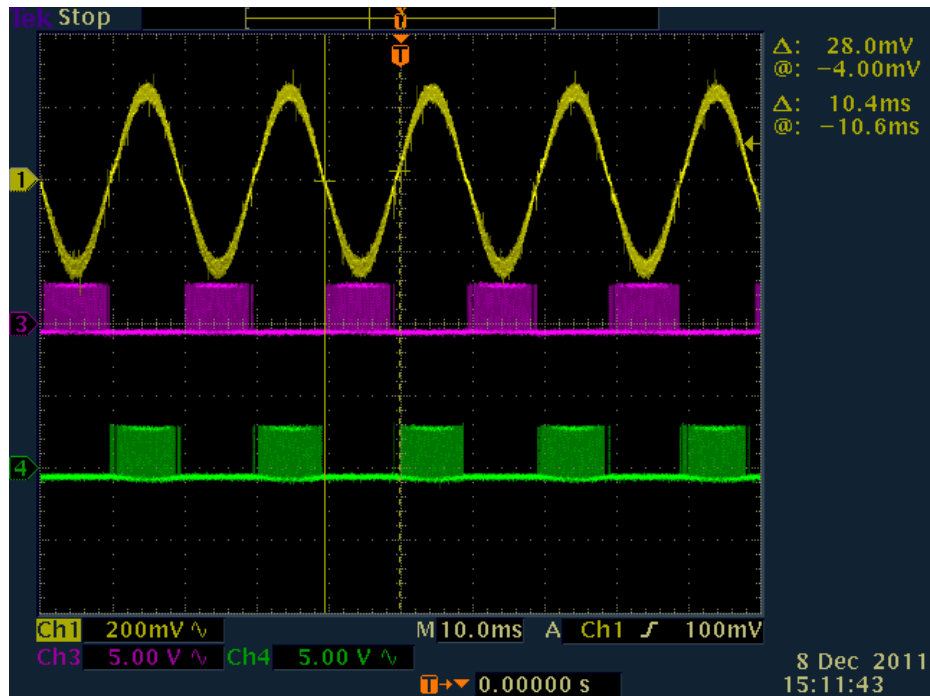 Tek Stop
T
Δ: 28.0mV
@: −4.00mV
Δ: 10.4ms
@: −10.6ms
1
3
4
Ch1 200mV M 10.0ms A Ch1 100mV
Ch3 5.00 V Ch4 5.00 V
T 0.00000 s
8 Dec 2011
15:11:43